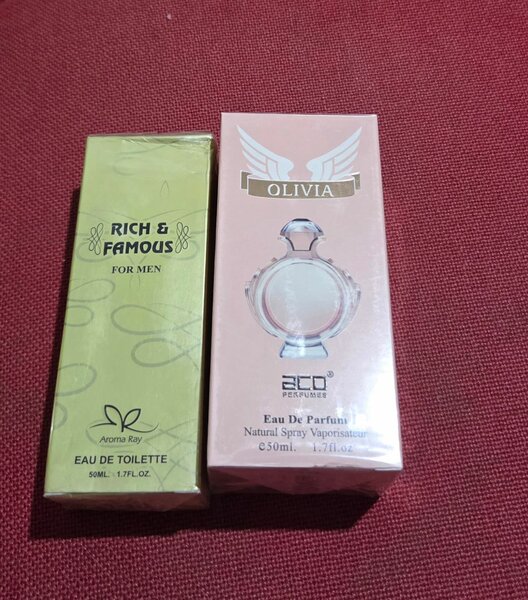 RICH &
FAMOUS
FOR MEN
Aroma Ray
EAU DE TOILETTE
50ML. - 1.7FL.OZ.
OLIVIA
aco®
PERFUMES
Eau De Parfum
Natural Spray Vaporisateur
℮50ml. 1.7fl.oz